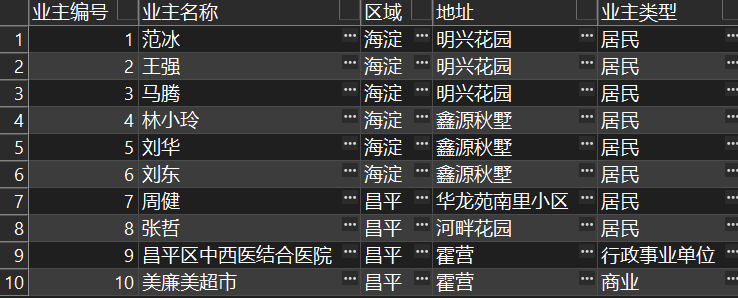 业主编号 业主名称 区域 地址 业主类型
1 1 范冰 ... 海淀 ... 明兴花园 ... 居民 ...
2 2 王强 ... 海淀 ... 明兴花园 ... 居民 ...
3 3 马腾 ... 海淀 ... 明兴花园 ... 居民 ...
4 4 林小玲 ... 海淀 ... 鑫源秋墅 ... 居民 ...
5 5 刘华 ... 海淀 ... 鑫源秋墅 ... 居民 ...
6 6 刘东 ... 海淀 ... 鑫源秋墅 ... 居民 ...
7 7 周健 ... 昌平 ... 华龙苑南里小区 ... 居民 ...
8 8 张哲 ... 昌平 ... 河畔花园 ... 居民 ...
9 9 昌平区中西医结合医院 ... 昌平 ... 霍营 ... 行政事业单位 ...
10 10 美廉美超市 ... 昌平 ... 霍营 ... 商业 ...